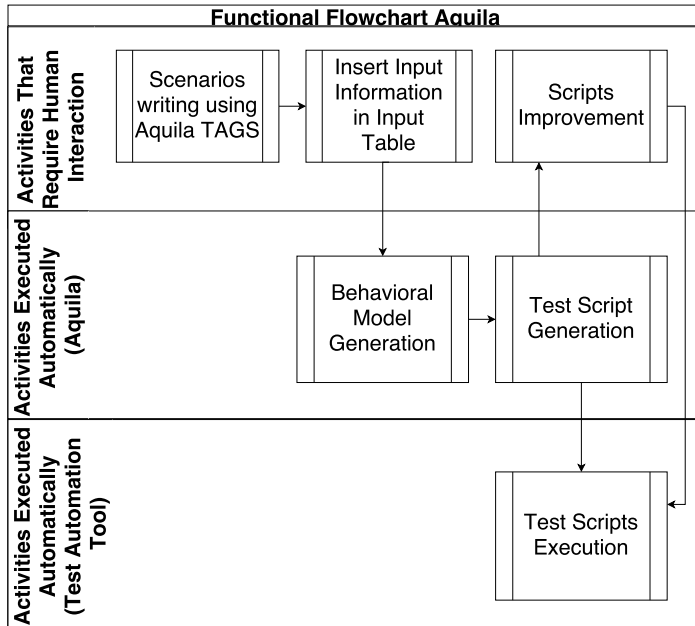 Functional Flowchart Aquila
Activities That
Require Human
Interaction
Scenarios
writing using
Aquila TAGS
Insert Input
Information
in Input
Table
Scripts
Improvement
Activities Executed
Automatically
(Aquila)
Behavioral
Model
Generation
Test Script
Generation
Activities Executed
Automatically
(Test Automation
Tool)
Test Scripts
Execution